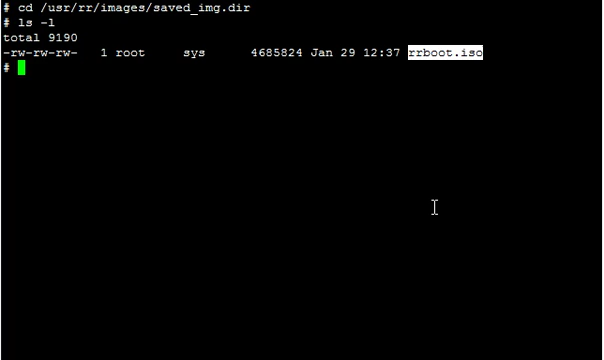 # cd /usr/rr/images/saved_img.dir
# ls -l
total 9190
-rw-rw-rw-   1 root     sys      4685824 Jan 29 12:37 rrboot.iso
#